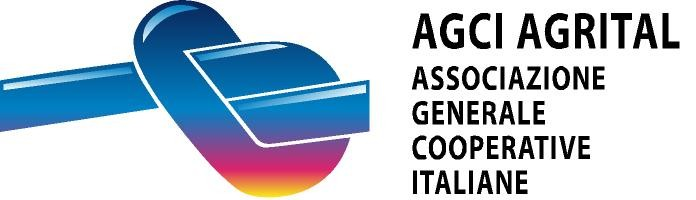 AGCI AGRITAL
ASSOCIAZIONE
GENERALE
COOPERATIVE
ITALIANE